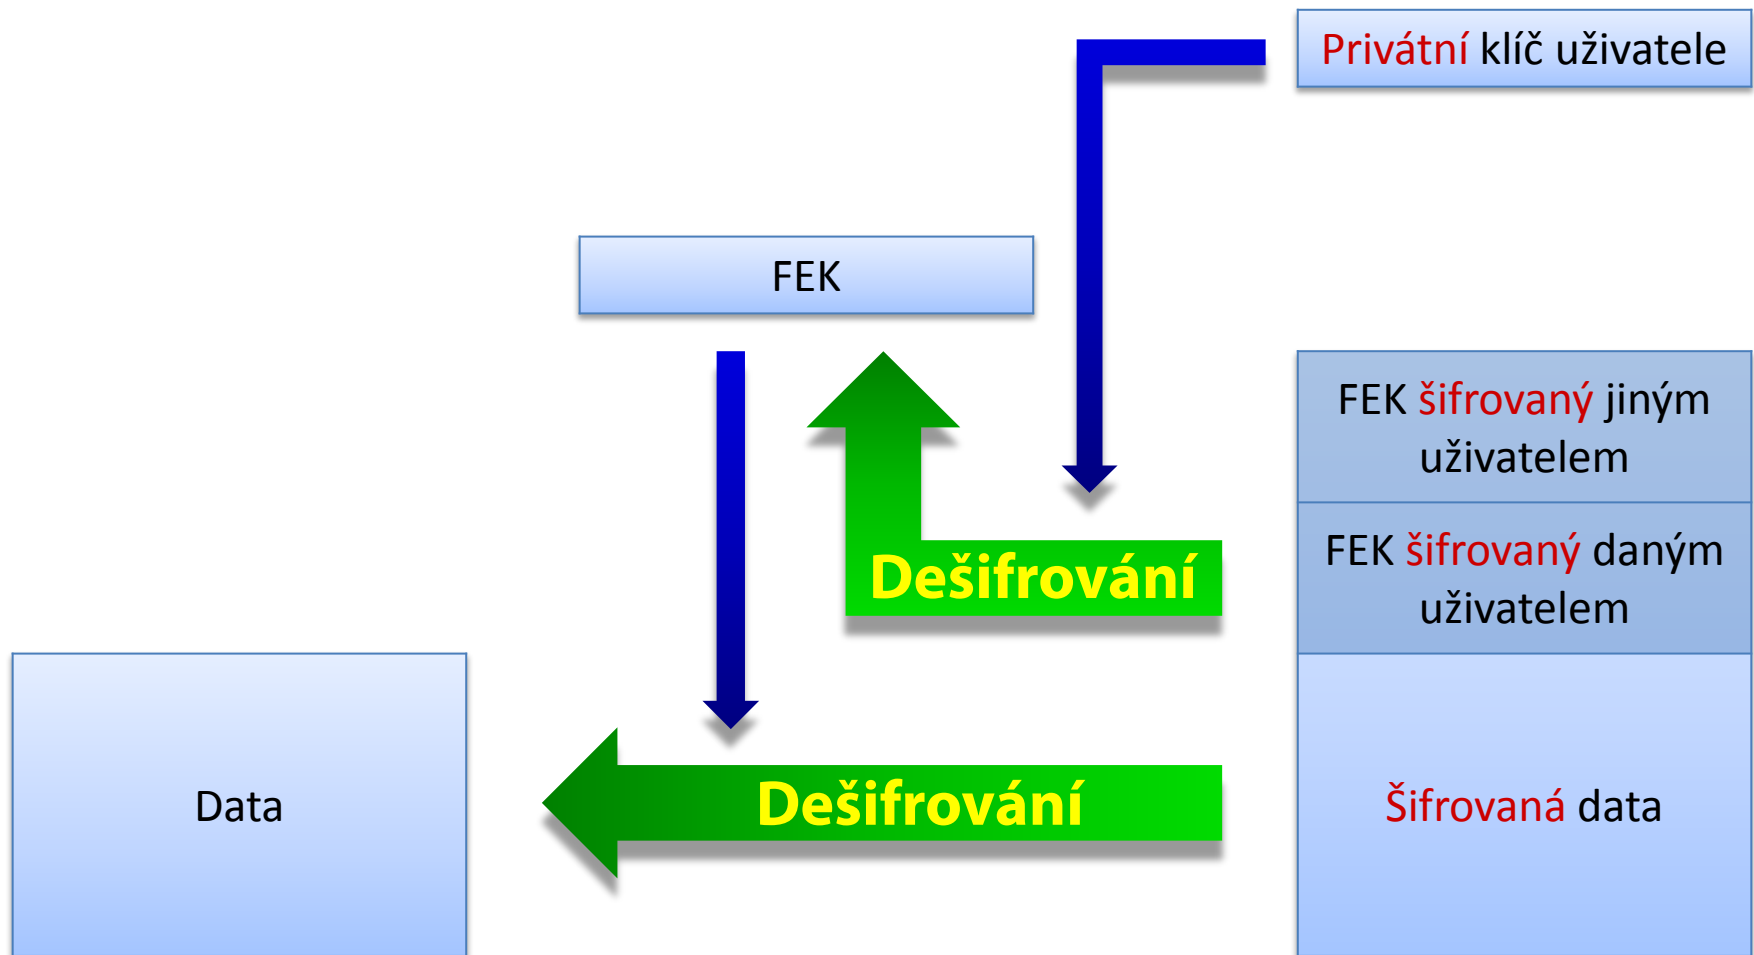 Privátní klíč uživatele
FEK
FEK šifrovaný jiným
uživatelem
FEK šifrovaný daným
uživatelem
Dešifrování
Data
Dešifrování
Šifrovaná data